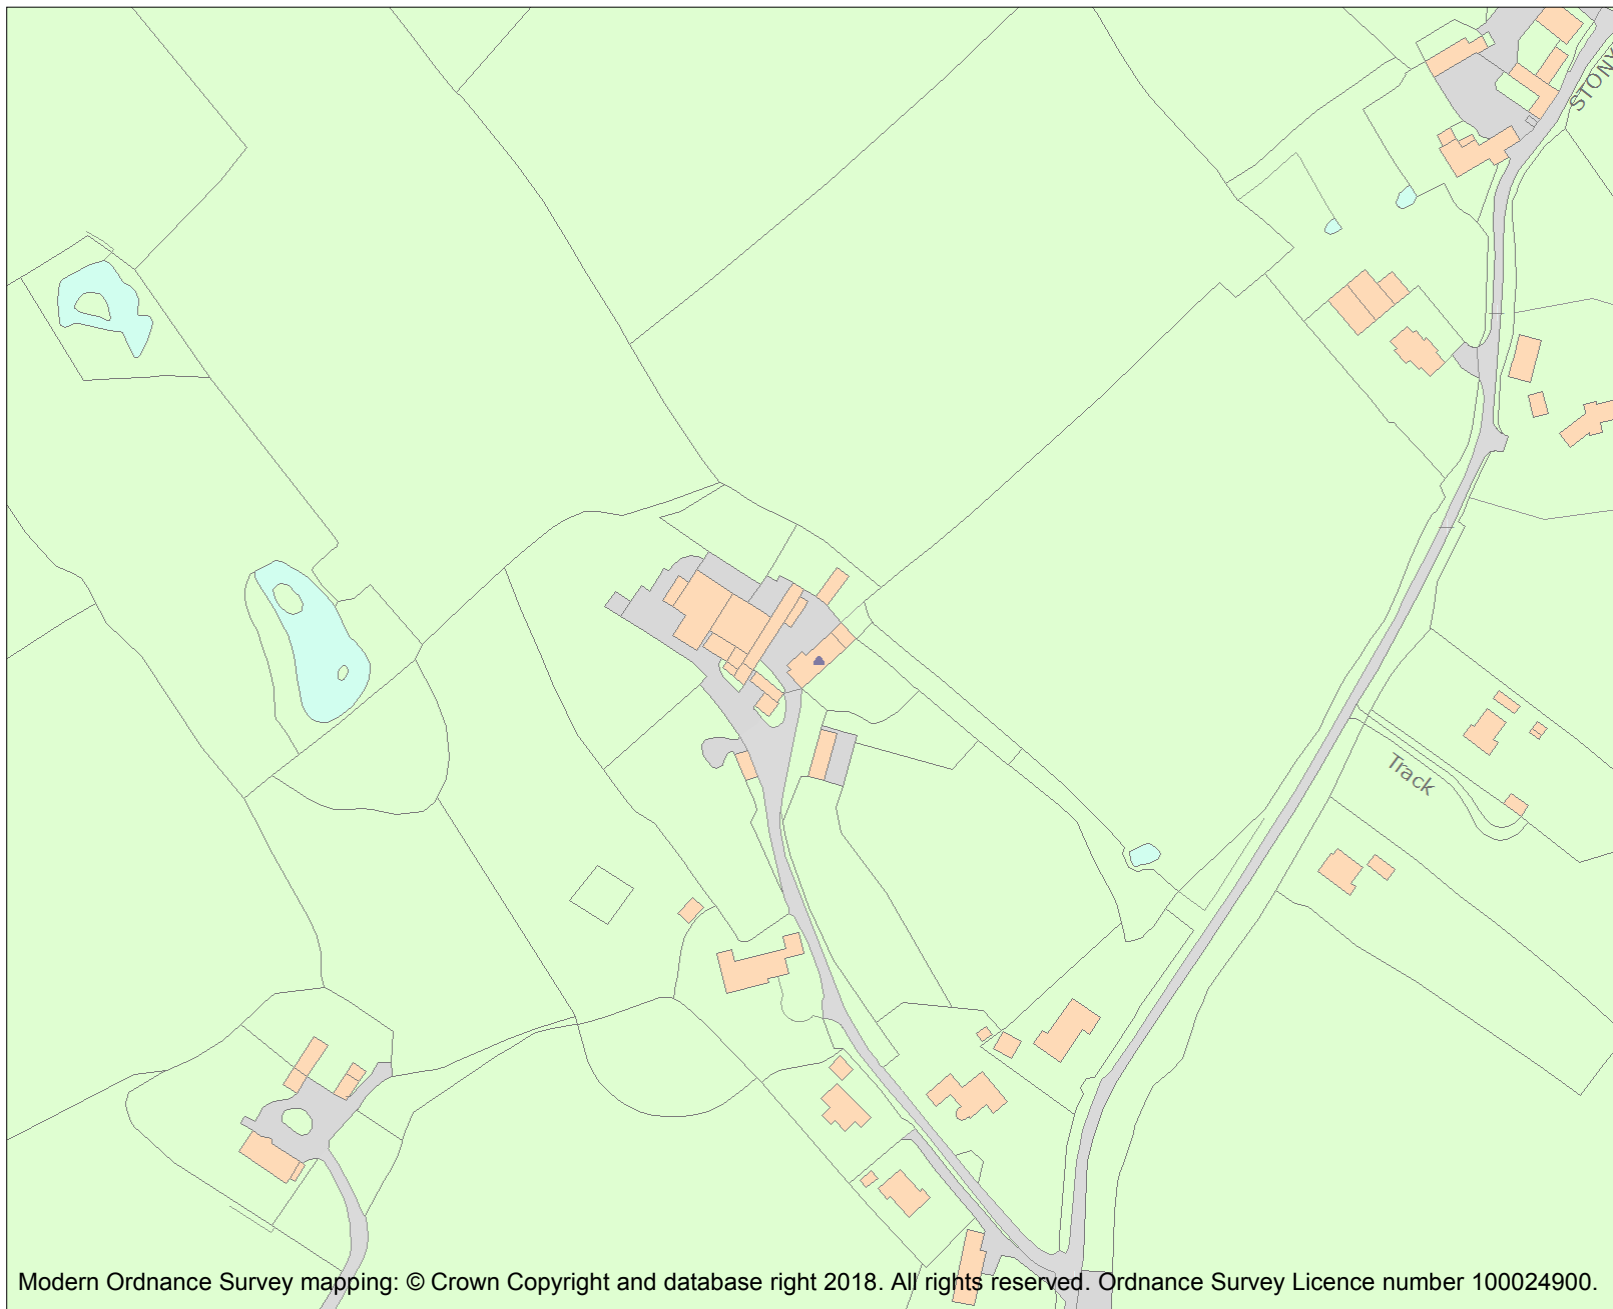 STONY
Track
Modern Ordnance Survey mapping: © Crown Copyright and database right 2018. All rights reserved. Ordnance Survey Licence number 100024900.